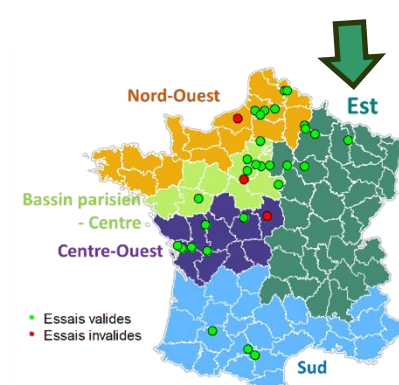 Nord-Ouest
Est
Bassin parisien
- Centre
Centre-Ouest
Essais valides
Essais invalides
Sud